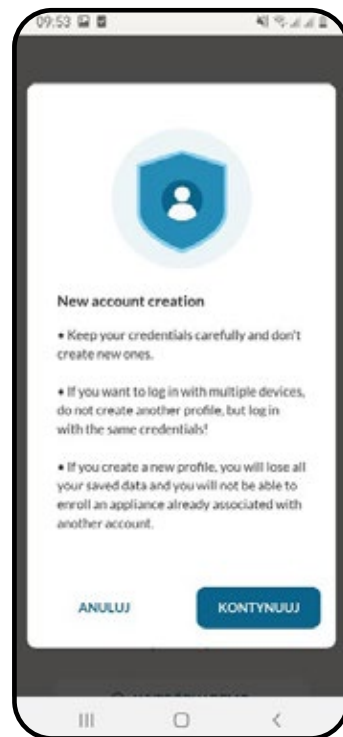 09:53
New account creation
• Keep your credentials carefully and don't
create new ones.
• If you want to log in with multiple devices,
do not create another profile, but log in
with the same credentials!
• If you create a new profile, you will lose all
your saved data and you will not be able to
enroll an appliance already associated with
another account.
ANULUJ KONTYNUUJ